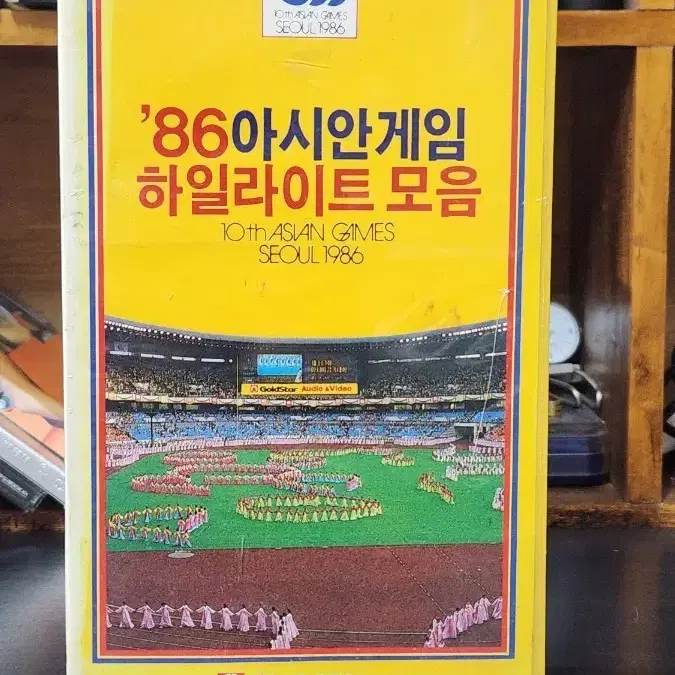 10th ASIAN GAMES
SEOUL 1986
'86아시안게임
하일라이트 모음
10th ASIAN GAMES
SEOUL 1986
GoldStar Audio & Video